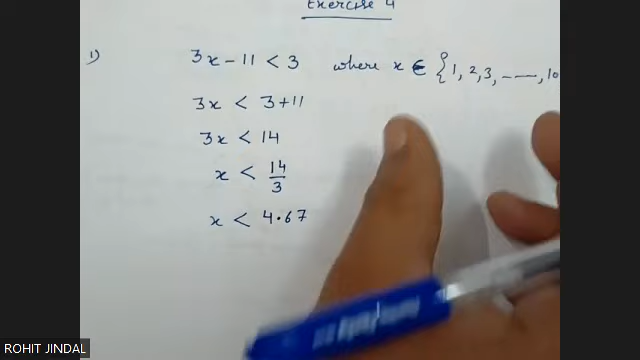 Exercise 4
1) 3x - 11 < 3 where x ∈ {1, 2, 3, ----, 10
3x < 3+11
3x < 14
x < 14/3
x < 4.67
ROHIT JINDAL